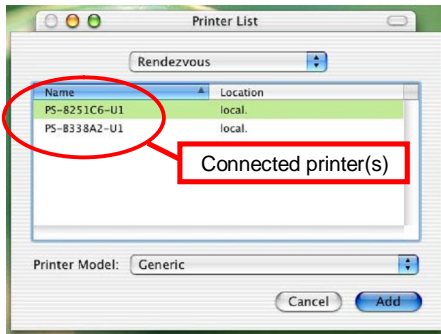 Printer List
Rendezvous
Name Location
PS-8251C6-U1 local.
PS-B338A2-U1 local.
Connected printer(s)
Printer Model: Generic
Cancel Add